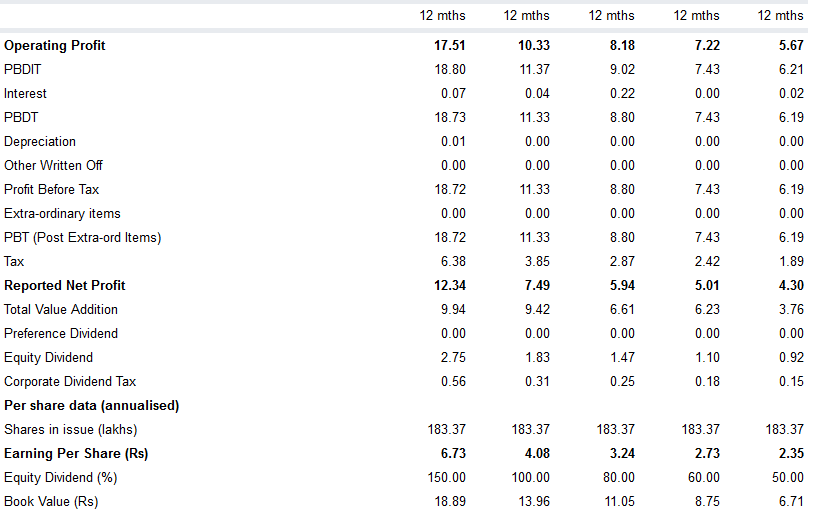 12 mths 12 mths 12 mths 12 mths 12 mths
Operating Profit 17.51 10.33 8.18 7.22 5.67
PBDIT 18.80 11.37 9.02 7.43 6.21
Interest 0.07 0.04 0.22 0.00 0.02
PBDT 18.73 11.33 8.80 7.43 6.19
Depreciation 0.01 0.00 0.00 0.00 0.00
Other Written Off 0.00 0.00 0.00 0.00 0.00
Profit Before Tax 18.72 11.33 8.80 7.43 6.19
Extra-ordinary items 0.00 0.00 0.00 0.00 0.00
PBT (Post Extra-ord Items) 18.72 11.33 8.80 7.43 6.19
Tax 6.38 3.85 2.87 2.42 1.89
Reported Net Profit 12.34 7.49 5.94 5.01 4.30
Total Value Addition 9.94 9.42 6.61 6.23 3.76
Preference Dividend 0.00 0.00 0.00 0.00 0.00
Equity Dividend 2.75 1.83 1.47 1.10 0.92
Corporate Dividend Tax 0.56 0.31 0.25 0.18 0.15
Per share data (annualised)
Shares in issue (lakhs) 183.37 183.37 183.37 183.37 183.37
Earning Per Share (Rs) 6.73 4.08 3.24 2.73 2.35
Equity Dividend (%) 150.00 100.00 80.00 60.00 50.00
Book Value (Rs) 18.89 13.96 11.05 8.75 6.71